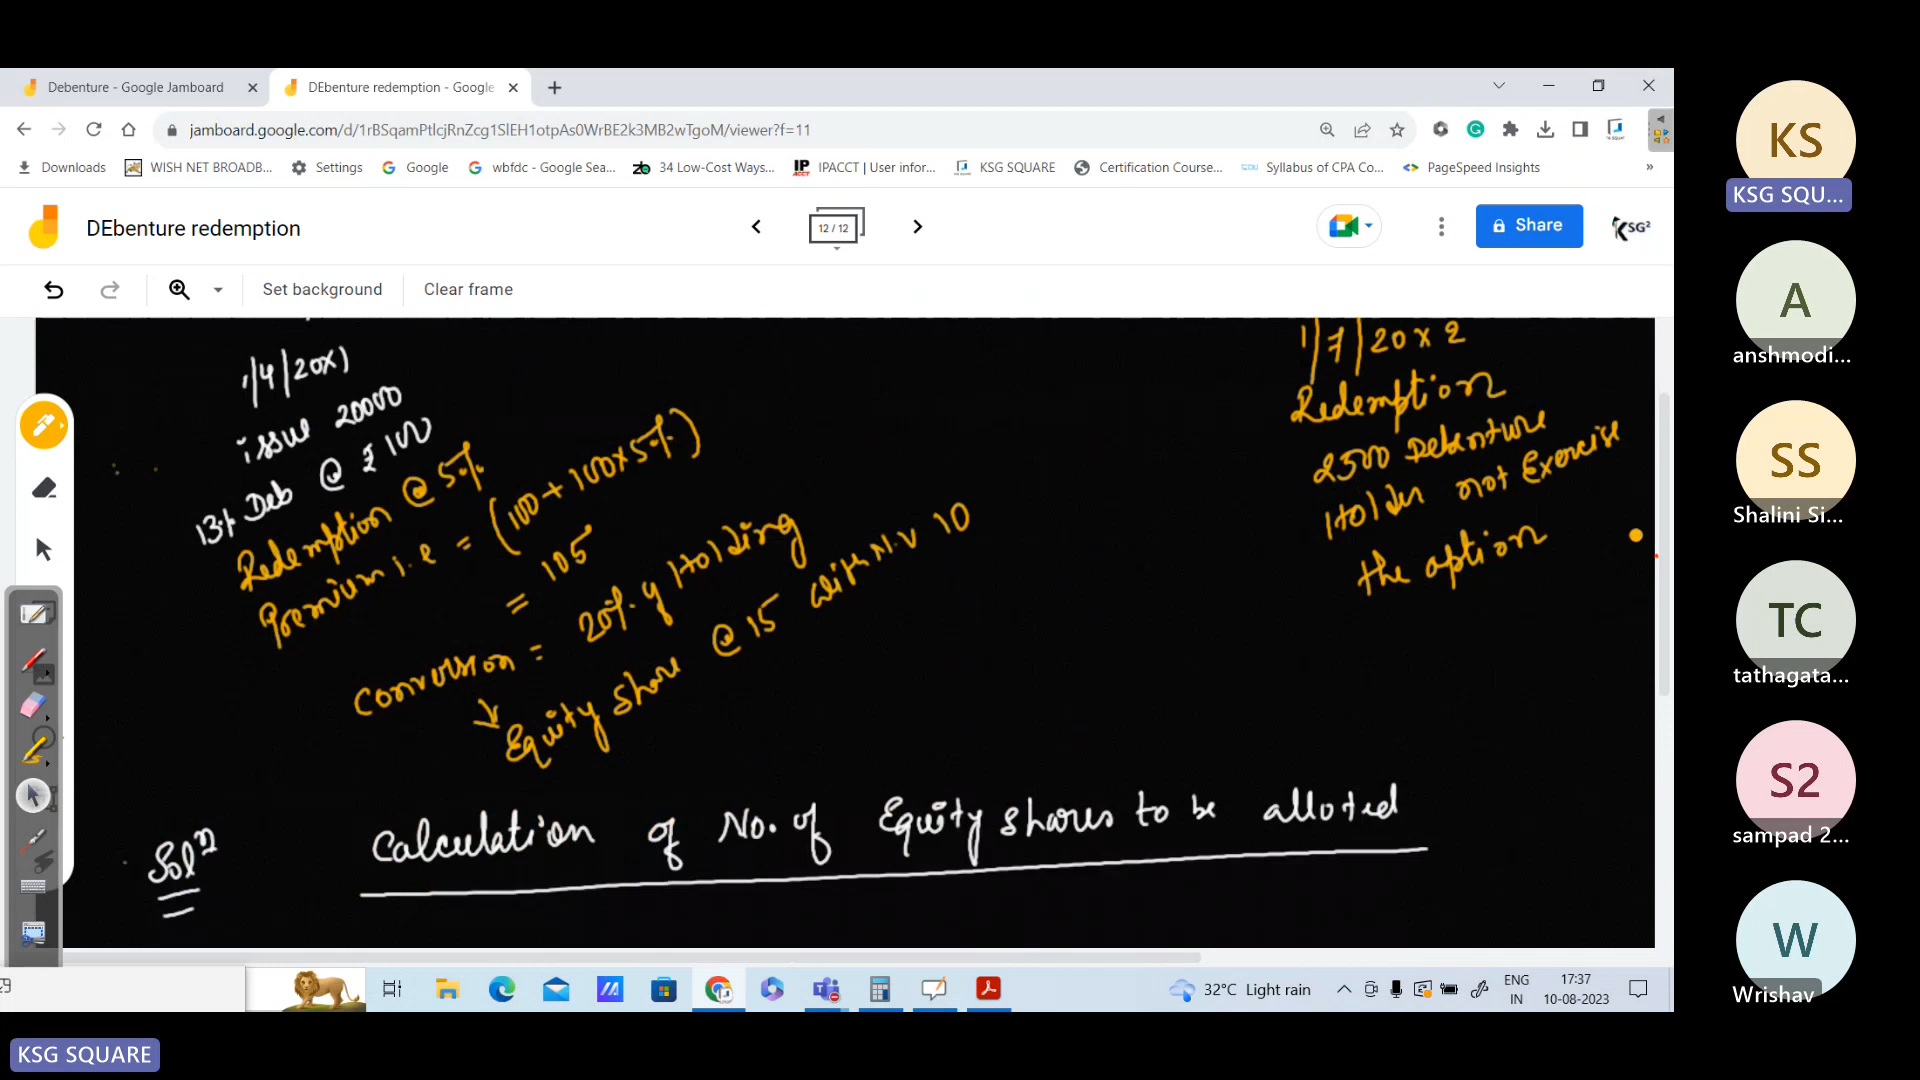 Debenture - Google Jamboard
DEbenture redemption - Google
jamboard.google.com/d/1rBSqamPtlcjRnZcg1SlEH1otpAs0WrBE2k3MB2wTgoM/viewer?f=11
Downloads
WISH NET BROADB...
Settings
Google
wbfdc - Google Sea...
34 Low-Cost Ways...
IPACCT | User infor...
KSG SQUARE
Certification Course...
Syllabus of CPA Co...
PageSpeed Insights
»
DEbenture redemption
12 / 12
Share
KSG²
Set background
Clear frame
1/4/20X1
issue 20000
13% Deb @ ₹ 100
Redemption @ 5%
Premium i.e = (100 + 100x5%)
= 105
Conversion = 20% of Holding
Equity Share @ 15 with N.V 10
1/7/20x2
Redemption
2500 Debenture
Holder not Exercise
the option
Solⁿ
Calculation of No. of Equity shares to be alloted
32°C Light rain
ENG
IN
17:37
10-08-2023
KS
KSG SQU...
A
anshmodi...
SS
Shalini Si...
TC
tathagata...
S2
sampad 2...
W
Wrishav
KSG SQUARE